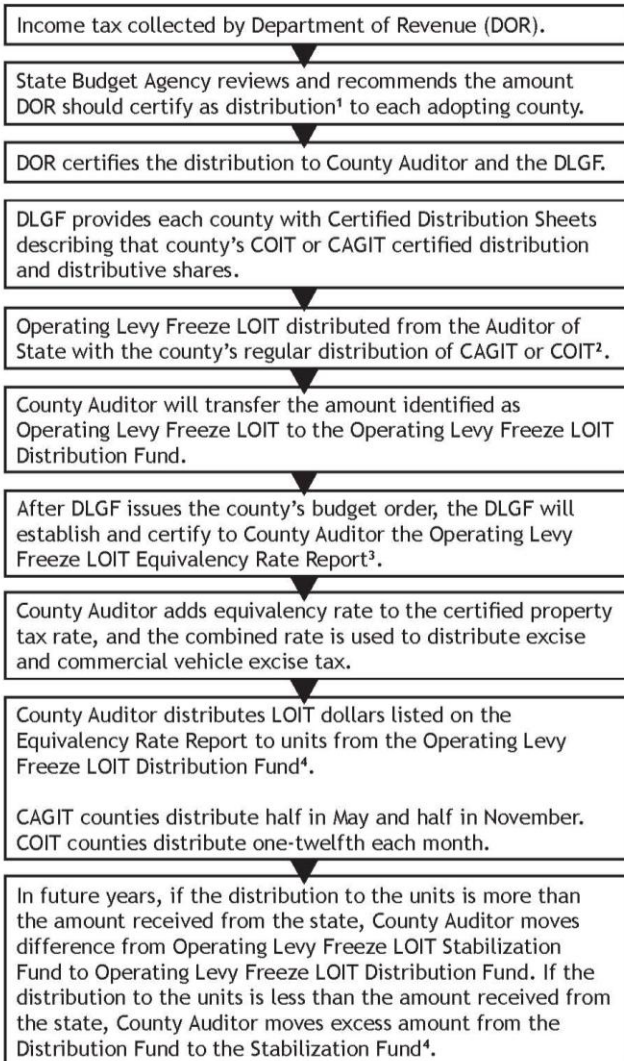 Income tax collected by Department of Revenue (DOR).
State Budget Agency reviews and recommends the amount
DOR should certify as distribution¹ to each adopting county.
DOR certifies the distribution to County Auditor and the DLGF.
DLGF provides each county with Certified Distribution Sheets
describing that county’s COIT or CAGIT certified distribution
and distributive shares.
Operating Levy Freeze LOIT distributed from the Auditor of
State with the county’s regular distribution of CAGIT or COIT².
County Auditor will transfer the amount identified as
Operating Levy Freeze LOIT to the Operating Levy Freeze LOIT
Distribution Fund.
After DLGF issues the county’s budget order, the DLGF will
establish and certify to County Auditor the Operating Levy
Freeze LOIT Equivalency Rate Report³.
County Auditor adds equivalency rate to the certified property
tax rate, and the combined rate is used to distribute excise
and commercial vehicle excise tax.
County Auditor distributes LOIT dollars listed on the
Equivalency Rate Report to units from the Operating Levy
Freeze LOIT Distribution Fund⁴.
CAGIT counties distribute half in May and half in November.
COIT counties distribute one-twelfth each month.
In future years, if the distribution to the units is more than
the amount received from the state, County Auditor moves
difference from Operating Levy Freeze LOIT Stabilization
Fund to Operating Levy Freeze LOIT Distribution Fund. If the
distribution to the units is less than the amount received from
the state, County Auditor moves excess amount from the
Distribution Fund to the Stabilization Fund⁴.